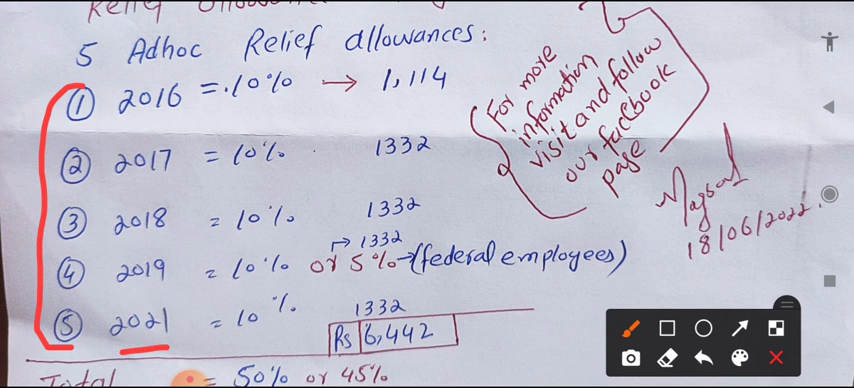 Relief Allowance
5 Adhoc Relief allowances:
① 2016 = 10% → 1,114
② 2017 = 10% 1332
③ 2018 = 10% 1332
④ 2019 = 10% or 5% → (federal employees)
↱ 1332
⑤ 2021 = 10% 1332
Rs 6,442
Total = 50% or 45%
For more
information
visit and follow
our facebook
page
18/06/2022.